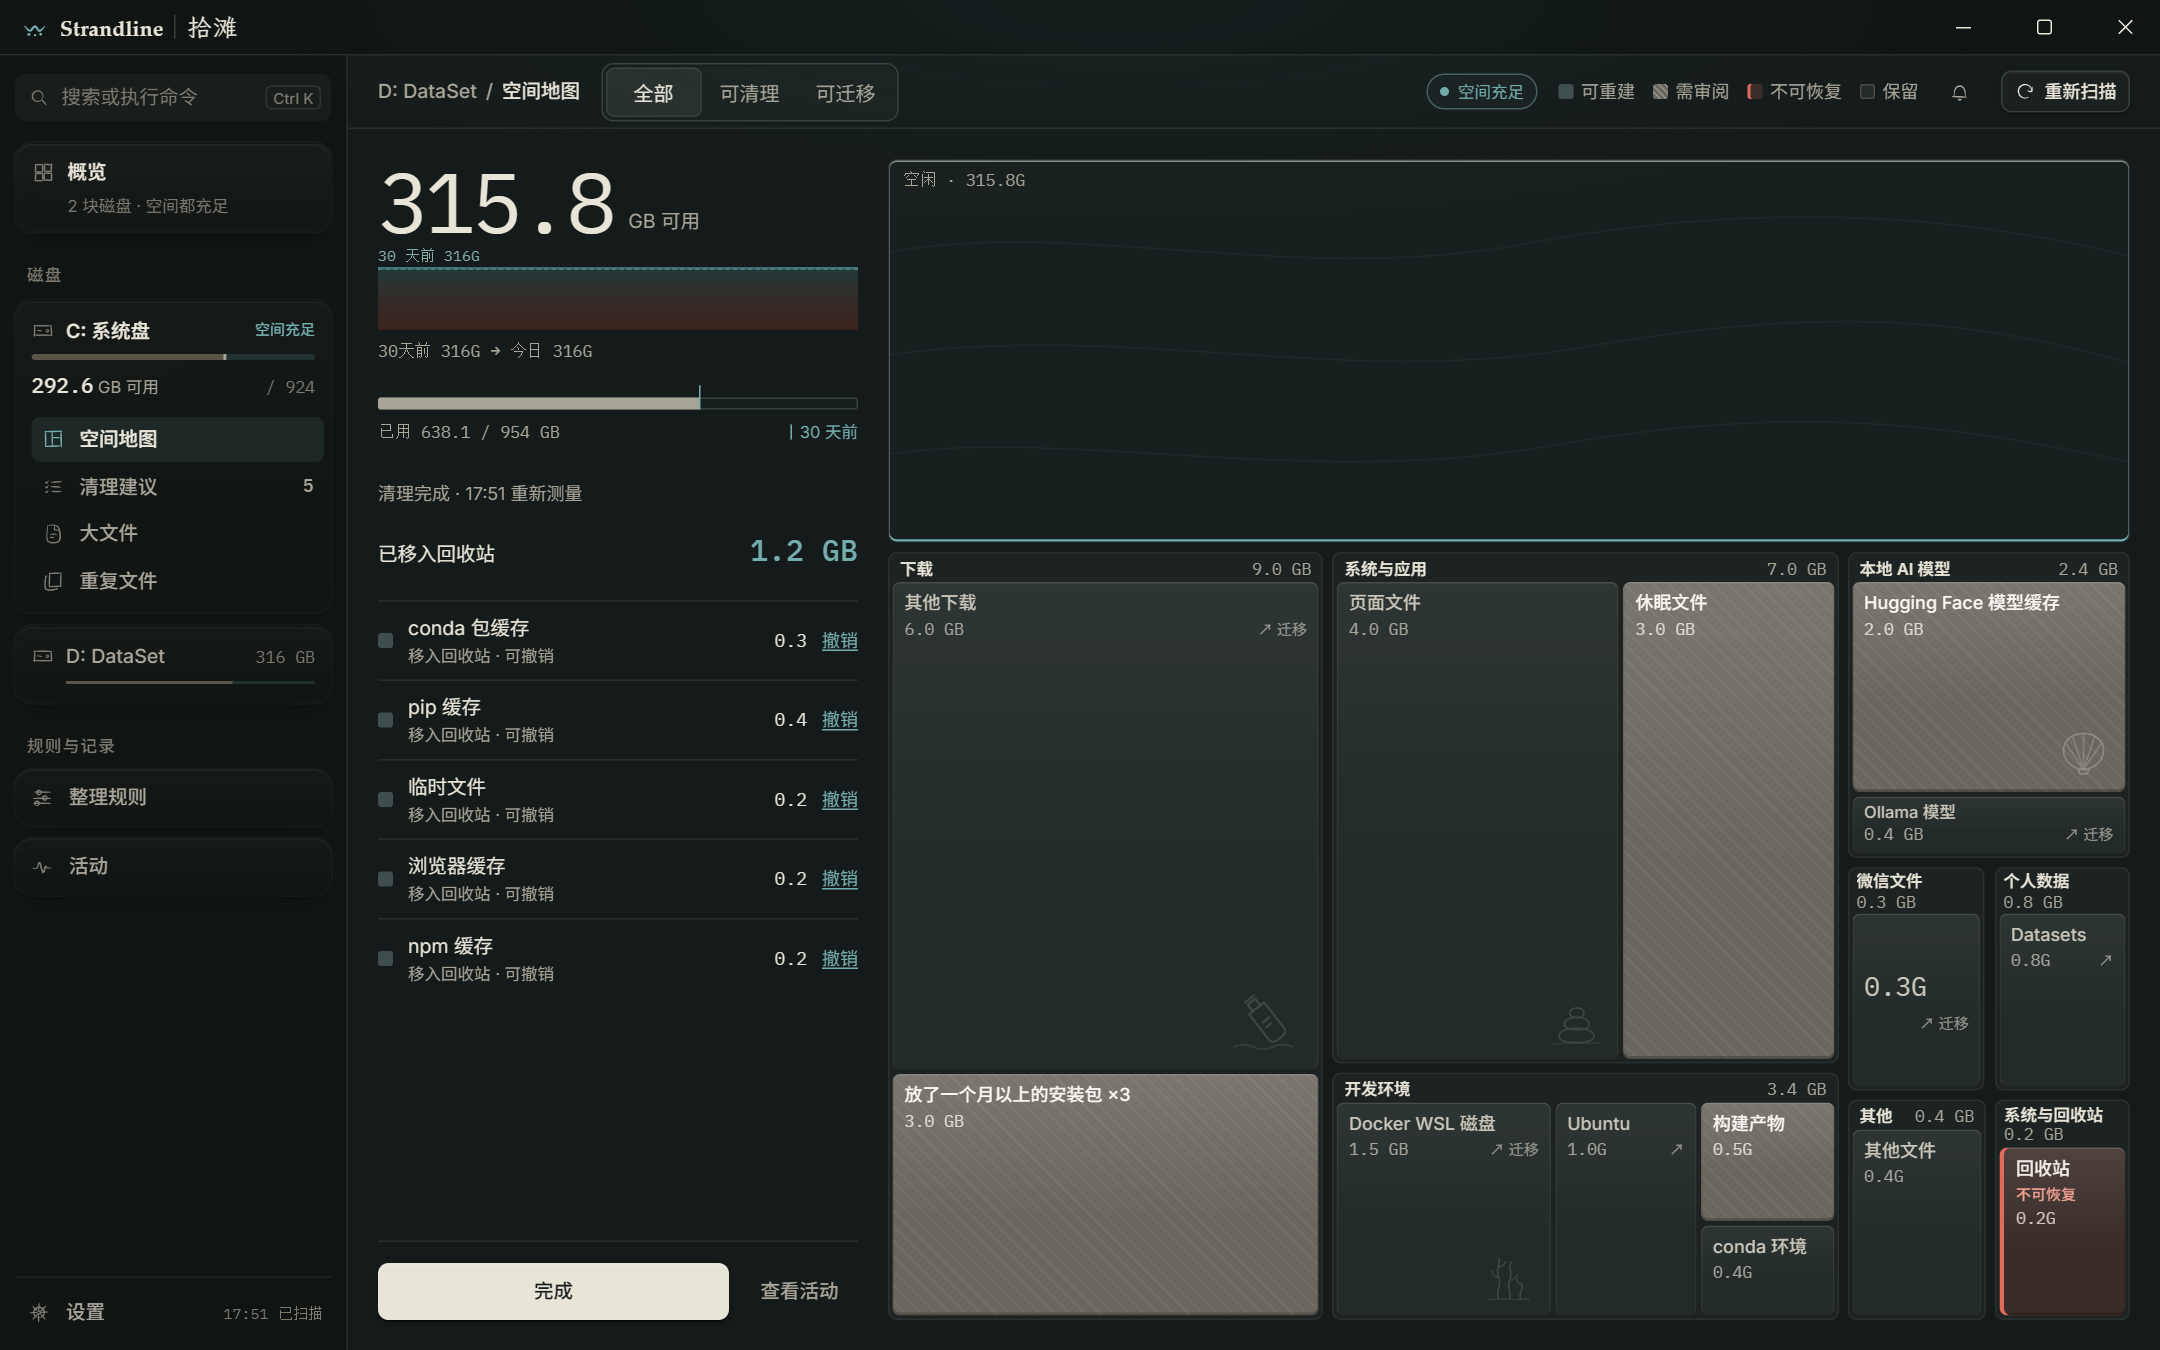 Strandline | 拾滩
搜索或执行命令 Ctrl K
概览
2 块磁盘 · 空间都充足
磁盘
C: 系统盘 空间充足
292.6 GB 可用 / 924
空间地图
清理建议 5
大文件
重复文件
D: DataSet 316 GB
规则与记录
整理规则
活动
设置 17:51 已扫描
D: DataSet / 空间地图 全部 可清理 可迁移
空间充足 可重建 需审阅 不可恢复 保留 重新扫描
315.8 GB 可用
30 天前 316G
30天前 316G → 今日 316G
已用 638.1 / 954 GB | 30 天前
清理完成 · 17:51 重新测量
已移入回收站 1.2 GB
conda 包缓存 0.3 撤销
移入回收站 · 可撤销
pip 缓存 0.4 撤销
移入回收站 · 可撤销
临时文件 0.2 撤销
移入回收站 · 可撤销
浏览器缓存 0.2 撤销
移入回收站 · 可撤销
npm 缓存 0.2 撤销
移入回收站 · 可撤销
完成 查看活动
空闲 · 315.8G
下载 9.0 GB
其他下载
6.0 GB ↗ 迁移
放了一个月以上的安装包 ×3
3.0 GB
系统与应用 7.0 GB
页面文件
4.0 GB
休眠文件
3.0 GB
开发环境 3.4 GB
Docker WSL 磁盘
1.5 GB ↗ 迁移
Ubuntu
1.0G ↗
构建产物
0.5G
conda 环境
0.4G
本地 AI 模型 2.4 GB
Hugging Face 模型缓存
2.0 GB
Ollama 模型
0.4 GB ↗ 迁移
微信文件
0.3 GB
0.3G
↗ 迁移
个人数据
0.8 GB
Datasets
0.8G ↗
其他 0.4 GB
其他文件
0.4G
系统与回收站
0.2 GB
回收站
不可恢复
0.2G